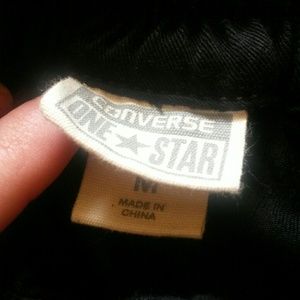 CONVERSE
ONE ★ STAR
M
MADE IN
CHINA